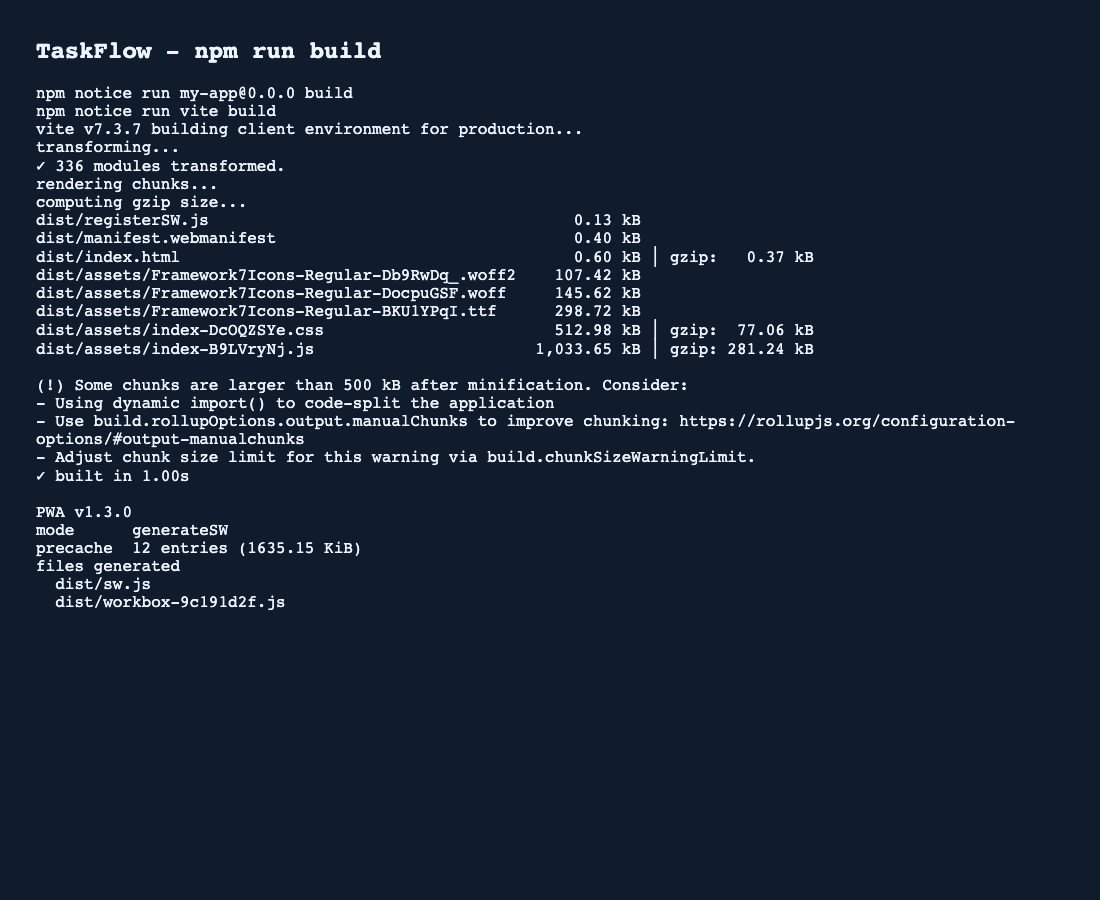 TaskFlow - npm run build
npm notice run my-app@0.0.0 build
npm notice run vite build
vite v7.3.7 building client environment for production...
transforming...
✓ 336 modules transformed.
rendering chunks...
computing gzip size...
dist/registerSW.js                                      0.13 kB
dist/manifest.webmanifest                               0.40 kB
dist/index.html                                         0.60 kB │ gzip:   0.37 kB
dist/assets/Framework7Icons-Regular-Db9RwDq_.woff2    107.42 kB
dist/assets/Framework7Icons-Regular-DocpuGSF.woff     145.62 kB
dist/assets/Framework7Icons-Regular-BKU1YPqI.ttf      298.72 kB
dist/assets/index-DcOQZSYe.css                        512.98 kB │ gzip:  77.06 kB
dist/assets/index-B9LVryNj.js                       1,033.65 kB │ gzip: 281.24 kB
(!) Some chunks are larger than 500 kB after minification. Consider:
- Using dynamic import() to code-split the application
- Use build.rollupOptions.output.manualChunks to improve chunking: https://rollupjs.org/configuration-
options/#output-manualchunks
- Adjust chunk size limit for this warning via build.chunkSizeWarningLimit.
✓ built in 1.00s
PWA v1.3.0
mode      generateSW
precache  12 entries (1635.15 KiB)
files generated
  dist/sw.js
  dist/workbox-9c191d2f.js